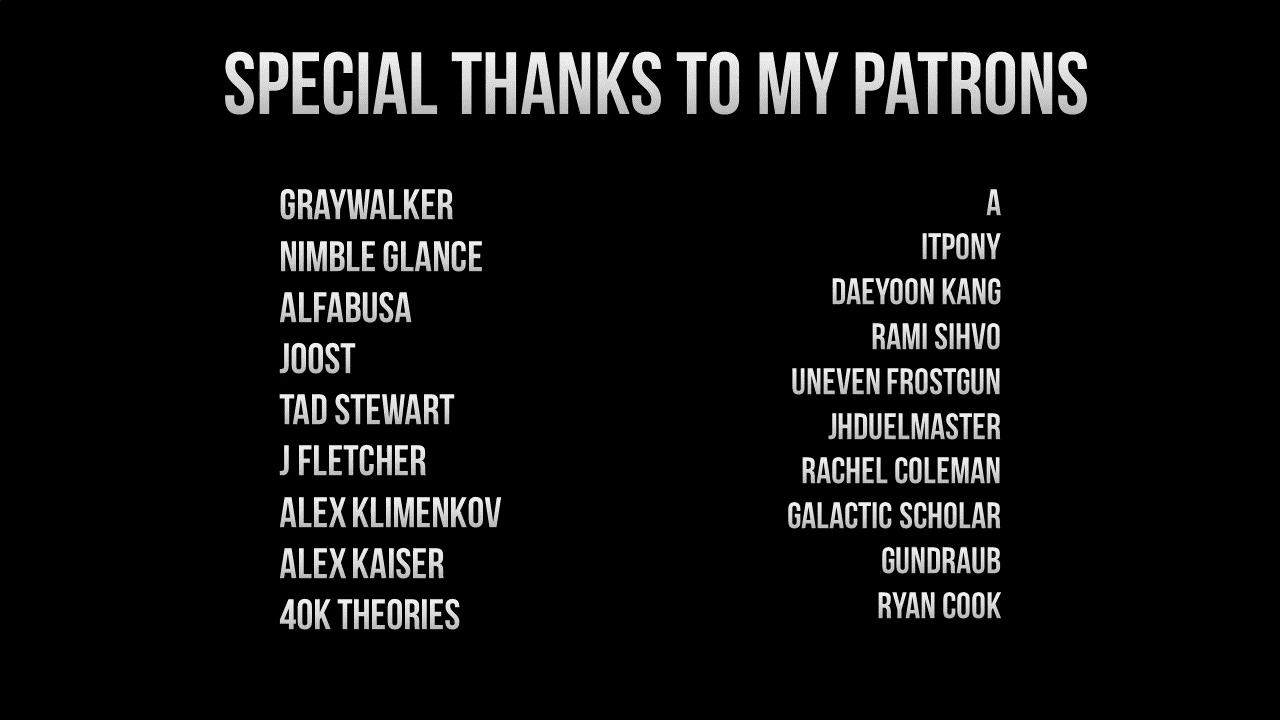 SPECIAL THANKS TO MY PATRONS
GRAYWALKER
NIMBLE GLANCE
ALFABUSA
JOOST
TAD STEWART
J FLETCHER
ALEX KLIMENKOV
ALEX KAISER
40K THEORIES
A
ITPONY
DAEYOON KANG
RAMI SIHVO
UNEVEN FROSTGUN
JHDUELMASTER
RACHEL COLEMAN
GALACTIC SCHOLAR
GUNDRAUB
RYAN COOK